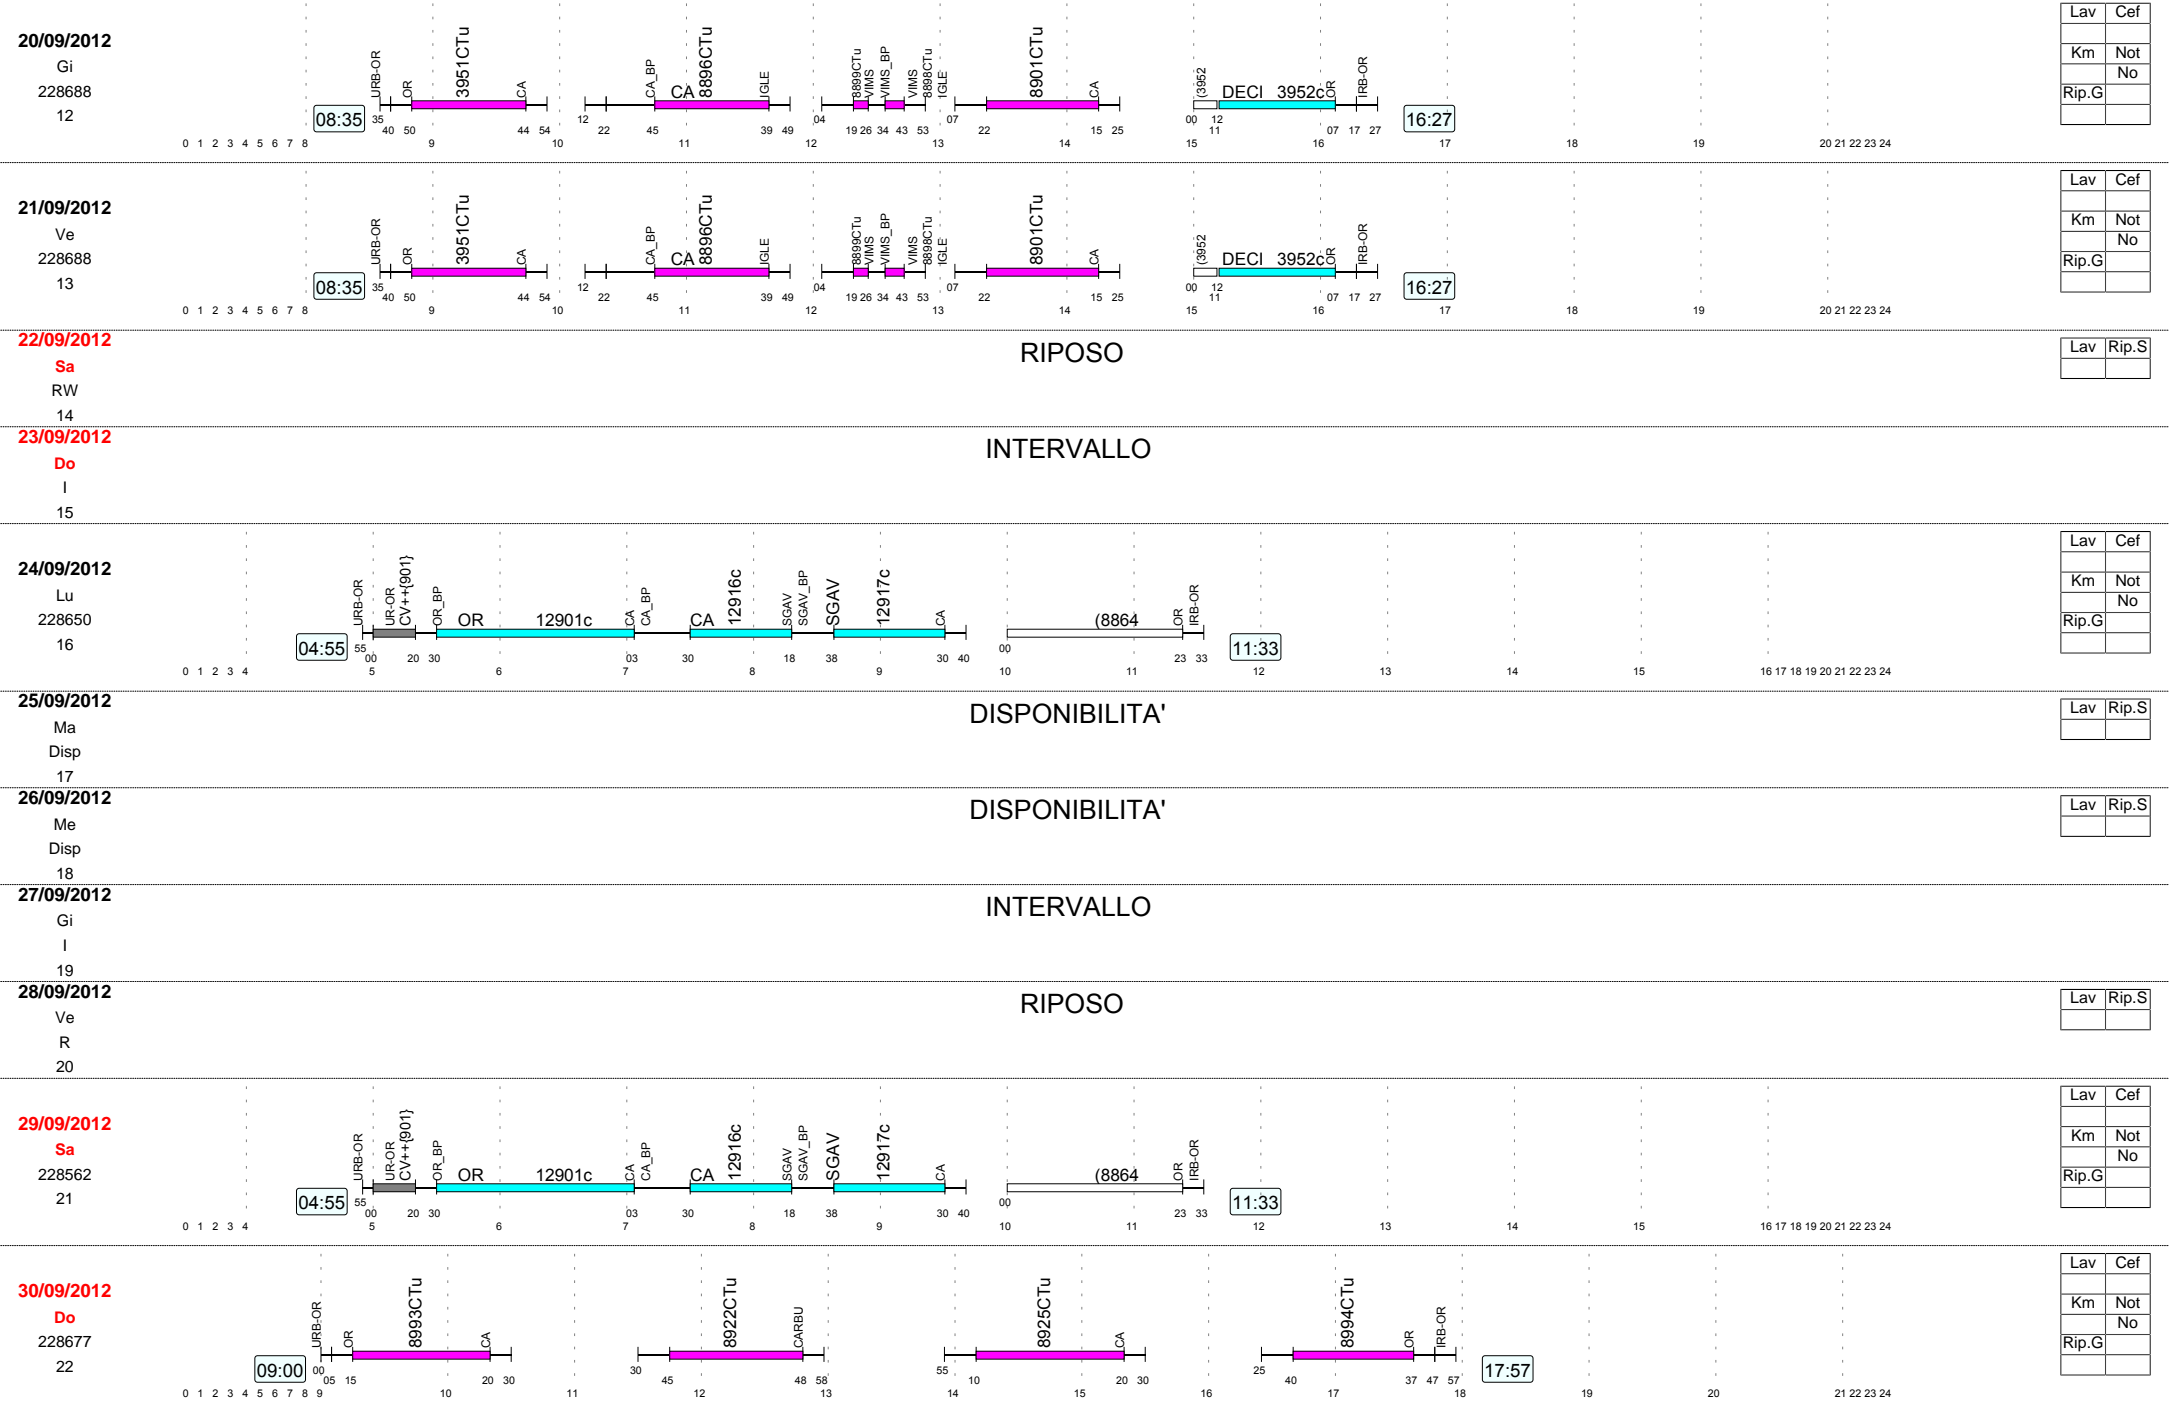 20/09/2012
Gi
228688
12
08:35
URB-OR OR 3951CTu CA CA_BP CA 8896CTu IGLE 8899CTu VIMS VIMS_BP VIMS 8898CTu IGLE 8901CTu CA (3952 DECI 3952c OR IRB-OR
16:27
35 40 50 44 54 12 22 45 39 49 04 19 26 34 43 53 07 22 15 25 00 11 12 07 17 27
0 1 2 3 4 5 6 7 8 9 10 11 12 13 14 15 16 17 18 19 20 21 22 23 24
Lav Cef
Km Not
No
Rip.G
21/09/2012
Ve
228688
13
08:35
URB-OR OR 3951CTu CA CA_BP CA 8896CTu IGLE 8899CTu VIMS VIMS_BP VIMS 8898CTu IGLE 8901CTu CA (3952 DECI 3952c OR IRB-OR
16:27
35 40 50 44 54 12 22 45 39 49 04 19 26 34 43 53 07 22 15 25 00 11 12 07 17 27
0 1 2 3 4 5 6 7 8 9 10 11 12 13 14 15 16 17 18 19 20 21 22 23 24
Lav Cef
Km Not
No
Rip.G
22/09/2012
Sa
RW
14
RIPOSO
Lav Rip.S
23/09/2012
Do
I
15
INTERVALLO
24/09/2012
Lu
228650
16
04:55
URB-OR UR-OR CV++{901} OR_BP OR 12901c CA CA_BP CA 12916c SGAV SGAV_BP SGAV 12917c CA (8864 OR IRB-OR
11:33
55 00 20 30 03 30 18 38 30 40 00 23 33
0 1 2 3 4 5 6 7 8 9 10 11 12 13 14 15 16 17 18 19 20 21 22 23 24
Lav Cef
Km Not
No
Rip.G
25/09/2012
Ma
Disp
17
DISPONIBILITA'
Lav Rip.S
26/09/2012
Me
Disp
18
DISPONIBILITA'
Lav Rip.S
27/09/2012
Gi
I
19
INTERVALLO
28/09/2012
Ve
R
20
RIPOSO
Lav Rip.S
29/09/2012
Sa
228562
21
04:55
URB-OR UR-OR CV++{901} OR_BP OR 12901c CA CA_BP CA 12916c SGAV SGAV_BP SGAV 12917c CA (8864 OR IRB-OR
11:33
55 00 20 30 03 30 18 38 30 40 00 23 33
0 1 2 3 4 5 6 7 8 9 10 11 12 13 14 15 16 17 18 19 20 21 22 23 24
Lav Cef
Km Not
No
Rip.G
30/09/2012
Do
228677
22
09:00
URB-OR OR 8993CTu CA 8922CTu CARBU 8925CTu CA 8994CTu OR IRB-OR
17:57
00 05 15 20 30 30 45 48 58 55 10 20 30 25 40 37 47 57
0 1 2 3 4 5 6 7 8 9 10 11 12 13 14 15 16 17 18 19 20 21 22 23 24
Lav Cef
Km Not
No
Rip.G